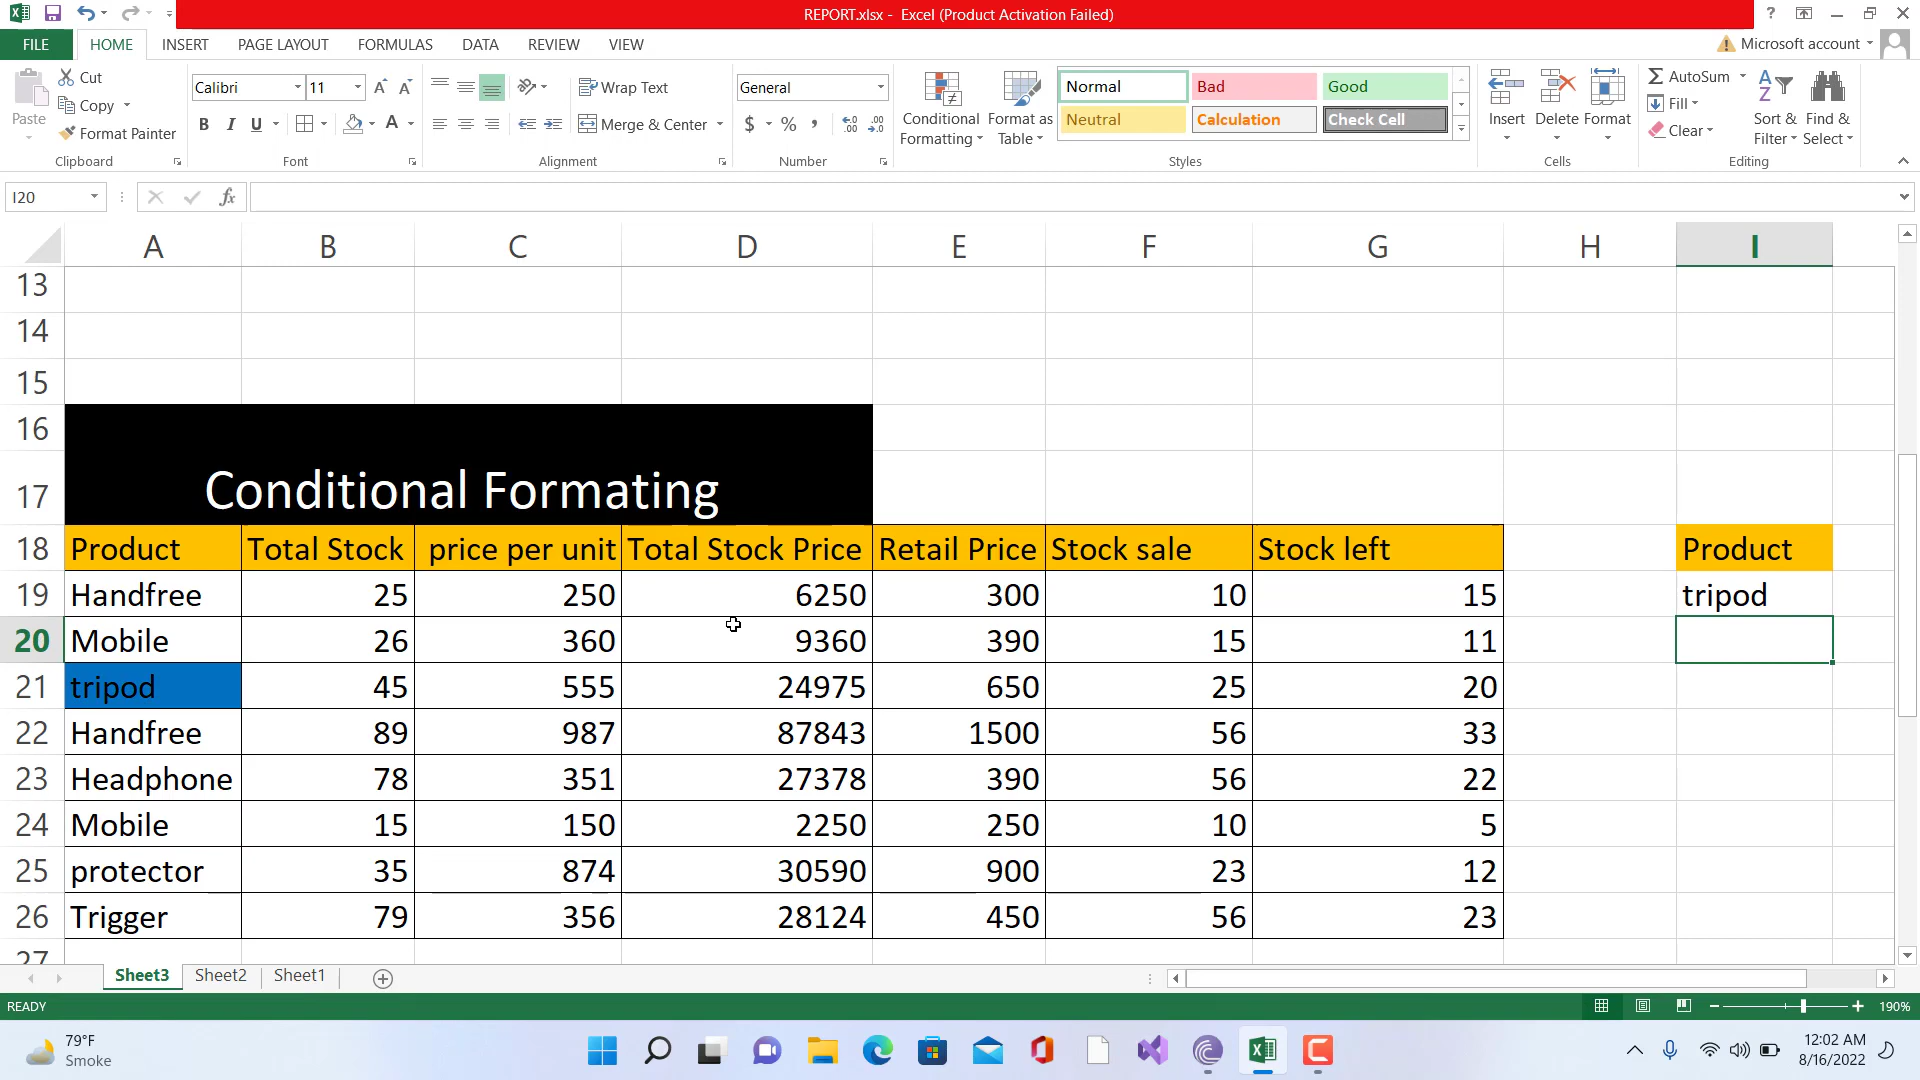 REPORT.xlsx - Excel (Product Activation Failed)
FILE HOME INSERT PAGE LAYOUT FORMULAS DATA REVIEW VIEW Microsoft account
Paste Cut Copy Format Painter
Clipboard
Calibri 11
B I U A
Font
Wrap Text
Merge & Center
Alignment
General
$ % ,
Number
Conditional Formatting
Format as Table
Normal Bad Good
Neutral Calculation Check Cell
Styles
Insert Delete Format
Cells
AutoSum
Fill
Clear
Sort & Filter
Find & Select
Editing
I20 fx
A B C D E F G H I
13
14
15
16
17 Conditional Formating
18 Product Total Stock price per unit Total Stock Price Retail Price Stock sale Stock left Product
19 Handfree 25 250 6250 300 10 15 tripod
20 Mobile 26 360 9360 390 15 11
21 tripod 45 555 24975 650 25 20
22 Handfree 89 987 87843 1500 56 33
23 Headphone 78 351 27378 390 56 22
24 Mobile 15 150 2250 250 10 5
25 protector 35 874 30590 900 23 12
26 Trigger 79 356 28124 450 56 23
27
Sheet3 Sheet2 Sheet1
READY 190%
79°F
Smoke
12:02 AM
8/16/2022